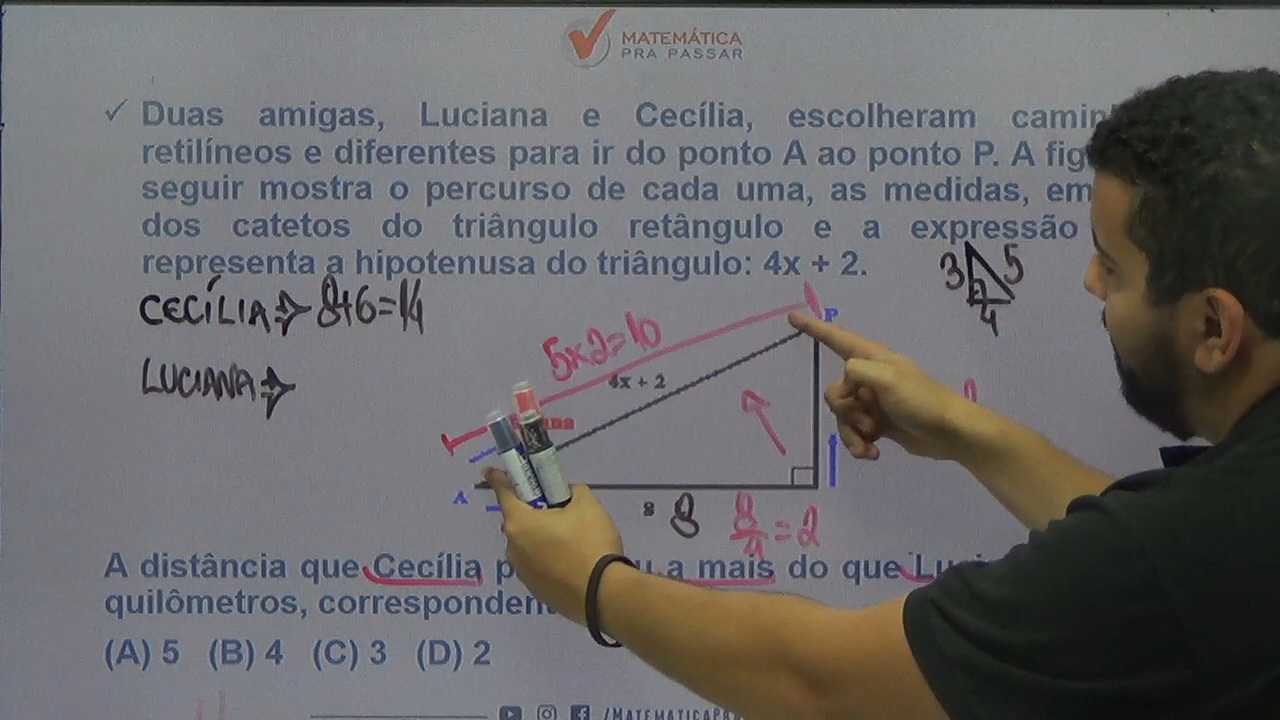 MATEMÁTICA
PRA PASSAR
✓ Duas amigas, Luciana e Cecília, escolheram
retilíneos e diferentes para ir do ponto A ao ponto P. A
seguir mostra o percurso de cada uma, as medidas, em
dos catetos do triângulo retângulo e a expressão
representa a hipotenusa do triângulo: 4x + 2.
3 5
4
CECÍLIA ⇒ 8+6=14
LUCIANA ⇒
5x2=10
P
4x + 2
A
8 8 8/4=2
A distância que Cecília a mais do que
quilômetros,
(A) 5 (B) 4 (C) 3 (D) 2